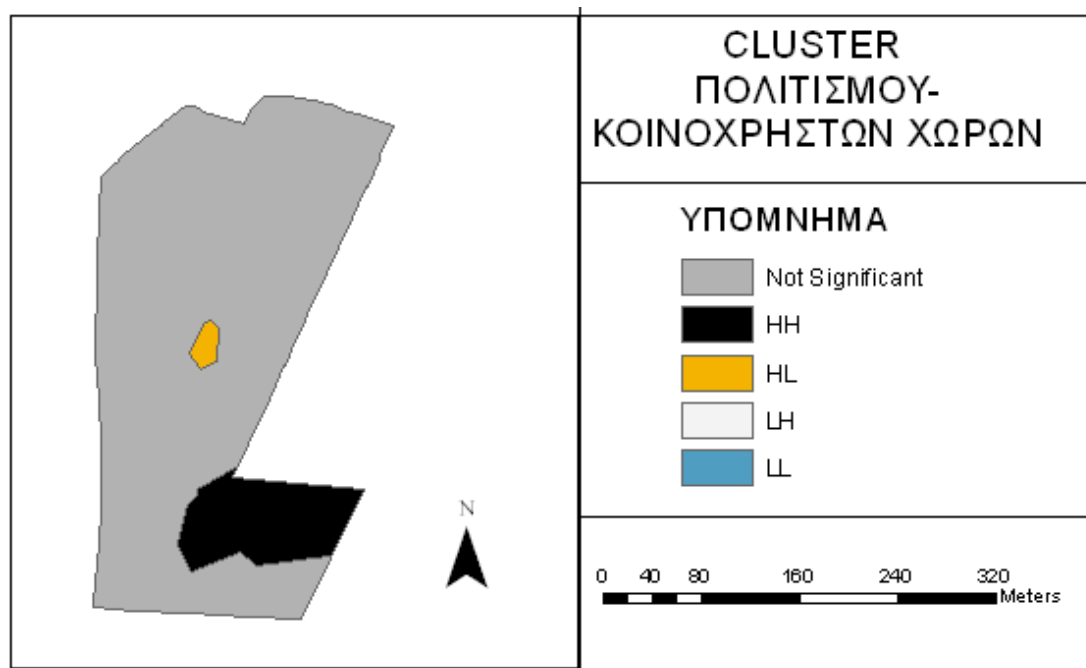 CLUSTER
ΠΟΛΙΤΙΣΜΟΥ-
ΚΟΙΝΟΧΡΗΣΤΩΝ ΧΩΡΩΝ
ΥΠΟΜΝΗΜΑ
Not Significant
HH
HL
LH
LL
N
0 40 80 160 240 320
Meters